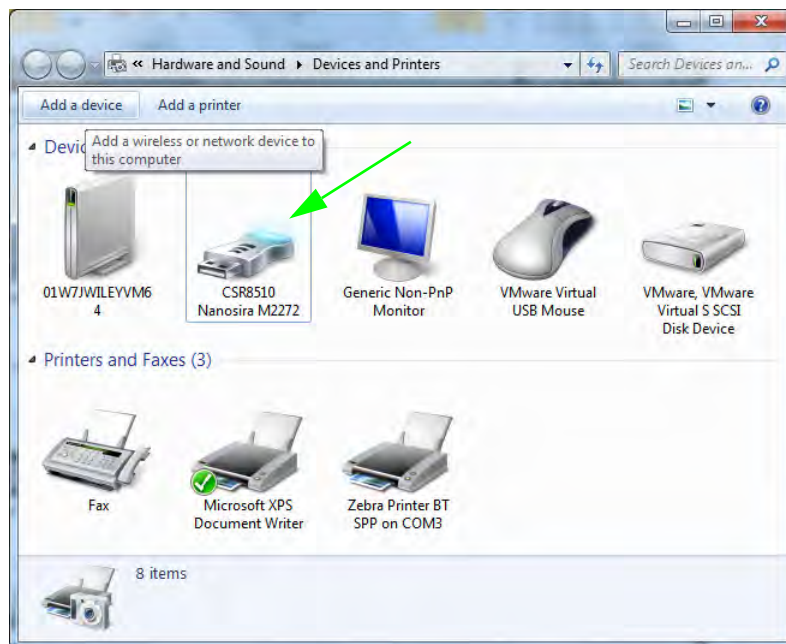 « Hardware and Sound ▸ Devices and Printers
Search Devices an...
Add a device
Add a printer
Devic
Add a wireless or network device to
this computer
01W7JWILEYVM6
4
CSR8510
Nanosira M2272
Generic Non-PnP
Monitor
VMware Virtual
USB Mouse
VMware, VMware
Virtual S SCSI
Disk Device
Printers and Faxes (3)
Fax
Microsoft XPS
Document Writer
Zebra Printer BT
SPP on COM3
8 items